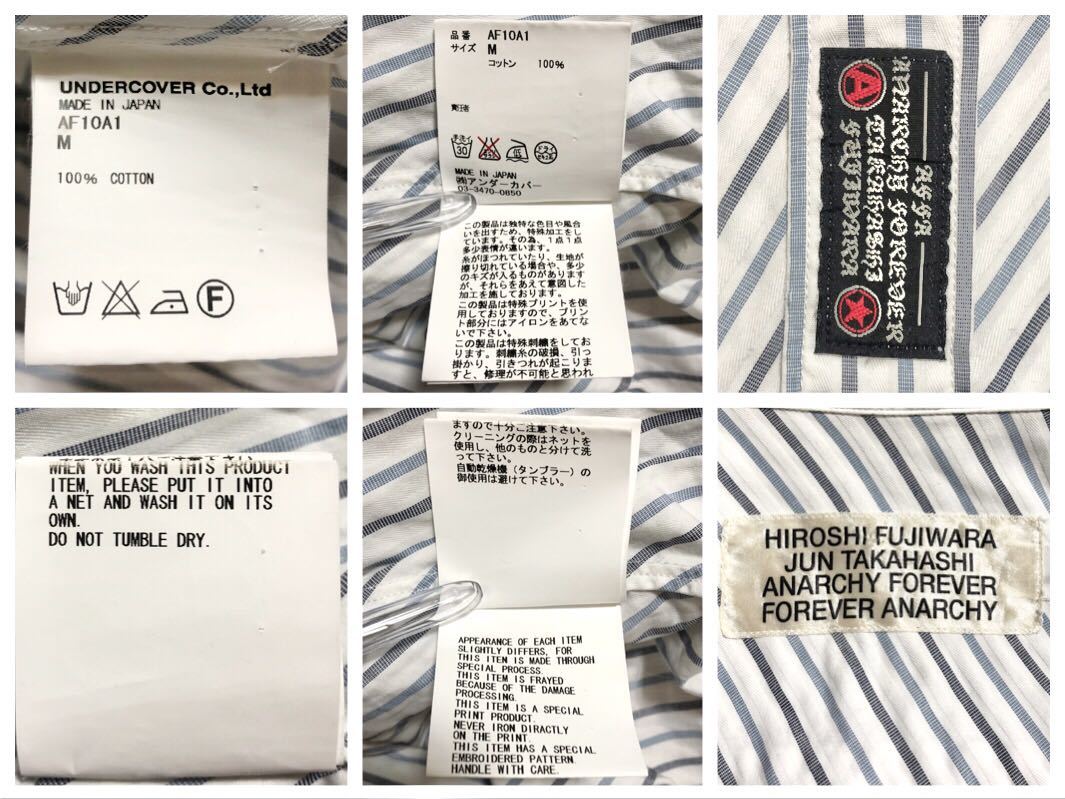 UNDERCOVER Co.,Ltd
MADE IN JAPAN
AF10A1
M
100% COTTON
F
品番 AF10A1
サイズ M
コットン 100%
30
低
ドライ
MADE IN JAPAN
㈱アンダーカバー
03-3470-0850
この製品は独特な色目や風合
いを出すため、特殊加工をし
ています。その為、1点1点
多少表情が違います。
糸がほつれていたり、生地が
擦り切れている場合や、多少
のキズが入るものがあります
が、それらをあえて意図した
加工を施しております。
この製品は特殊プリントを使
用しておりますので、プリン
ト部分にはアイロンをあてな
いで下さい。
この製品は特殊刺繍をしてお
ります。刺繍糸の破損、引っ
掛かり、引きつれが起こりま
すと、修理が不可能と思われ
A
ANARCHY FOREVER
TAKAHASHI
FUJIWARA
WHEN YOU WASH THIS PRODUCT
ITEM, PLEASE PUT IT INTO
A NET AND WASH IT ON ITS
OWN.
DO NOT TUMBLE DRY.
ますので十分ご注意下さい。
クリーニングの際はネットを
使用し、他のものと分けて洗
って下さい。
自動乾燥機（タンブラー）の
御使用は避けて下さい。
APPEARANCE OF EACH ITEM
SLIGHTLY DIFFERS, FOR
THIS ITEN IS MADE THROUGH
SPECIAL PROCESS.
THIS ITEM IS FRAYED
BECAUSE OF THE DAMAGE
PROCESSING.
THIS ITEM IS A SPECIAL
PRINT PRODUCT.
NEVER IRON DIRACTLY
ON THE PRINT.
THIS ITEM HAS A SPECIAL
EMBROIDERED PATTERN.
HANDLE WITH CARE.
HIROSHI FUJIWARA
JUN TAKAHASHI
ANARCHY FOREVER
FOREVER ANARCHY